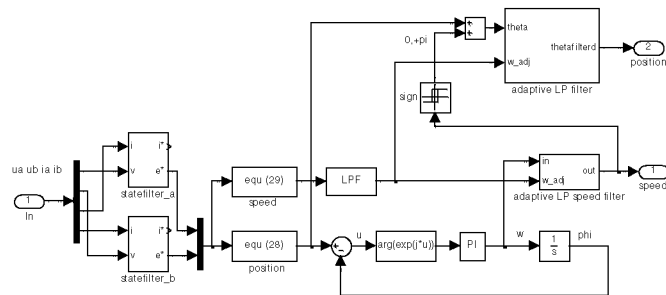 0,+pi
theta
thetafilterd
w_adj
2
position
adaptive LP filter
sign
ua ub ia ib
1
In
i
i*
v
e*
statefilter_a
i
i*
v
e*
statefilter_b
equ (29)
speed
LPF
in
out
w_adj
adaptive LP speed filter
1
speed
equ (28)
position
u
arg(exp(j*u))
PI
w
1
s
phi